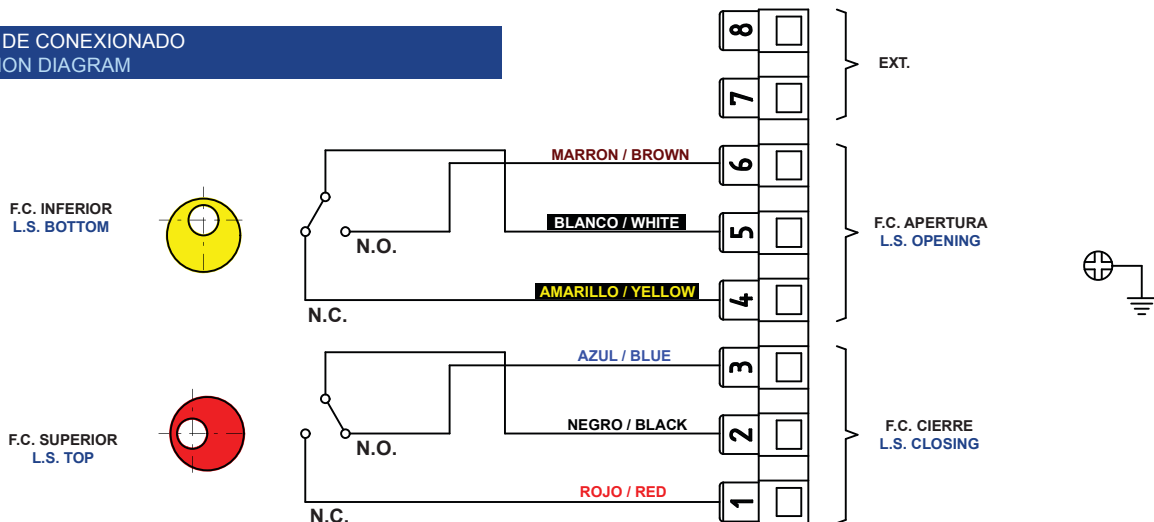 DE CONEXIONADO
ION DIAGRAM
8
EXT.
7
MARRON / BROWN
6
F.C. INFERIOR
L.S. BOTTOM
BLANCO / WHITE
5
N.O.
F.C. APERTURA
L.S. OPENING
AMARILLO / YELLOW
4
N.C.
AZUL / BLUE
3
F.C. SUPERIOR
L.S. TOP
NEGRO / BLACK
2
N.O.
F.C. CIERRE
L.S. CLOSING
ROJO / RED
1
N.C.